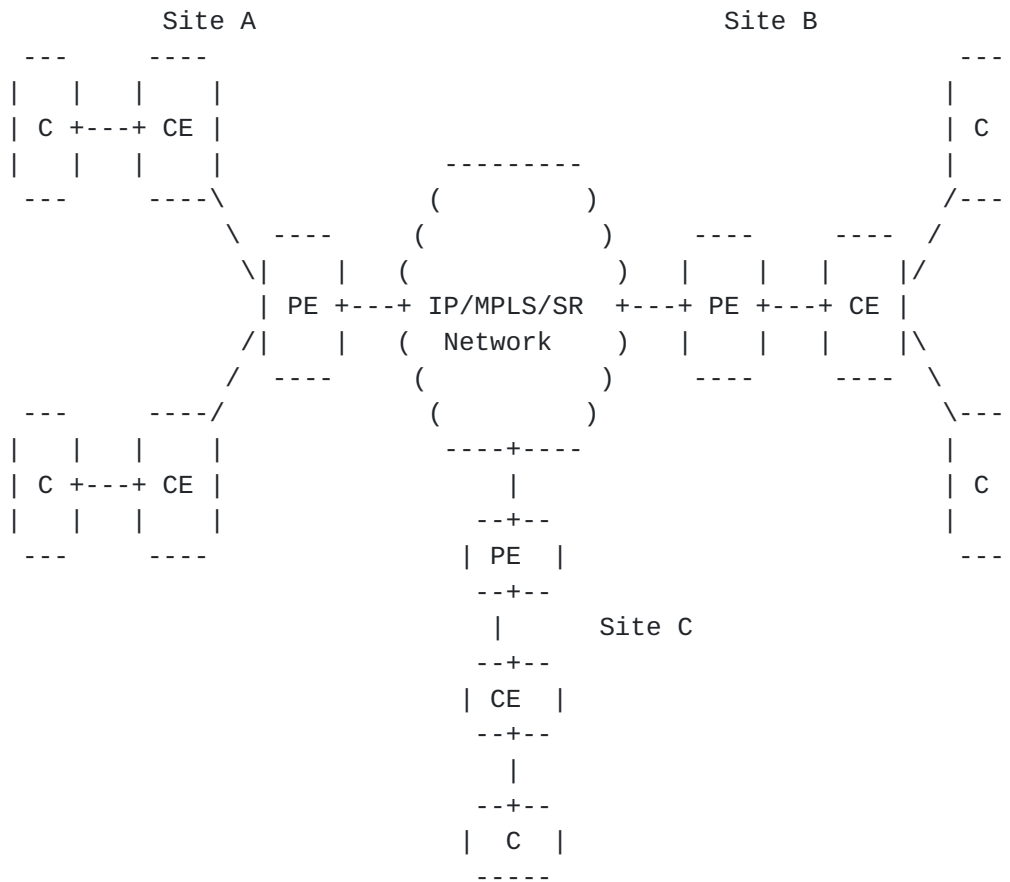 Site A Site B
C CE C
IP/MPLS/SR
PE PE CE
Network
C CE C
PE
Site C
CE
C